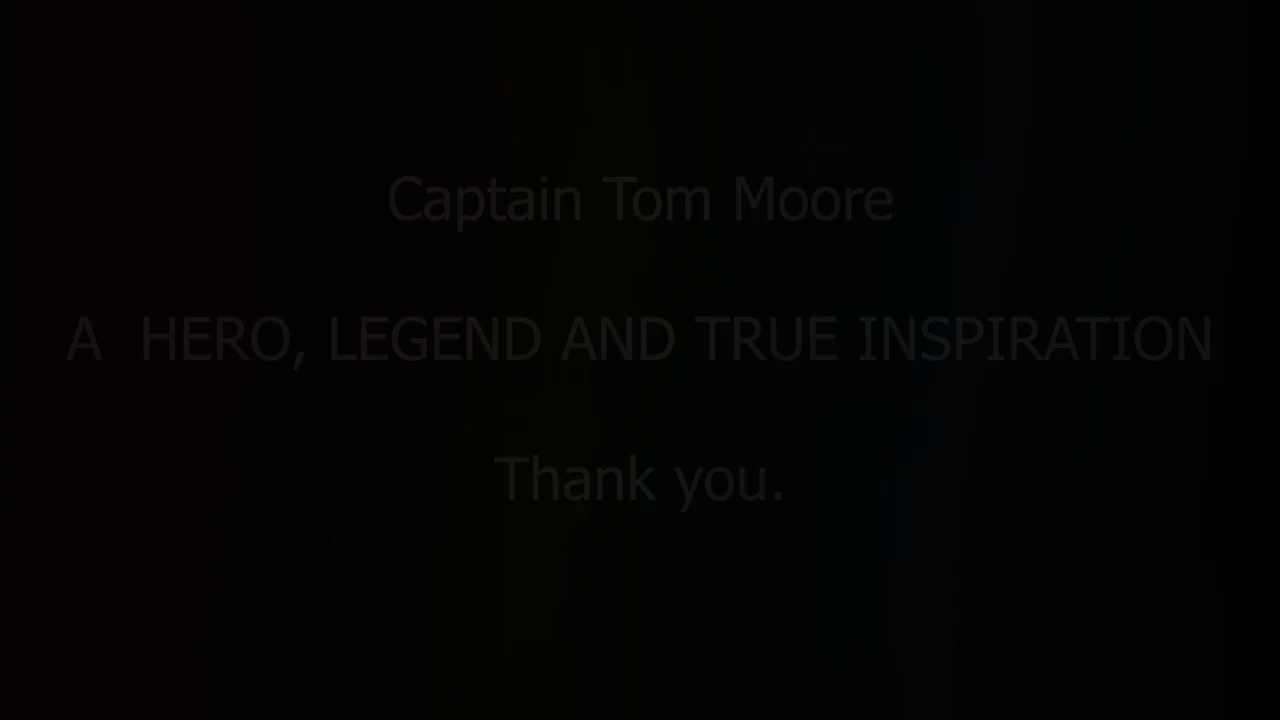 Captain Tom Moore
A  HERO, LEGEND AND TRUE INSPIRATION
Thank you.